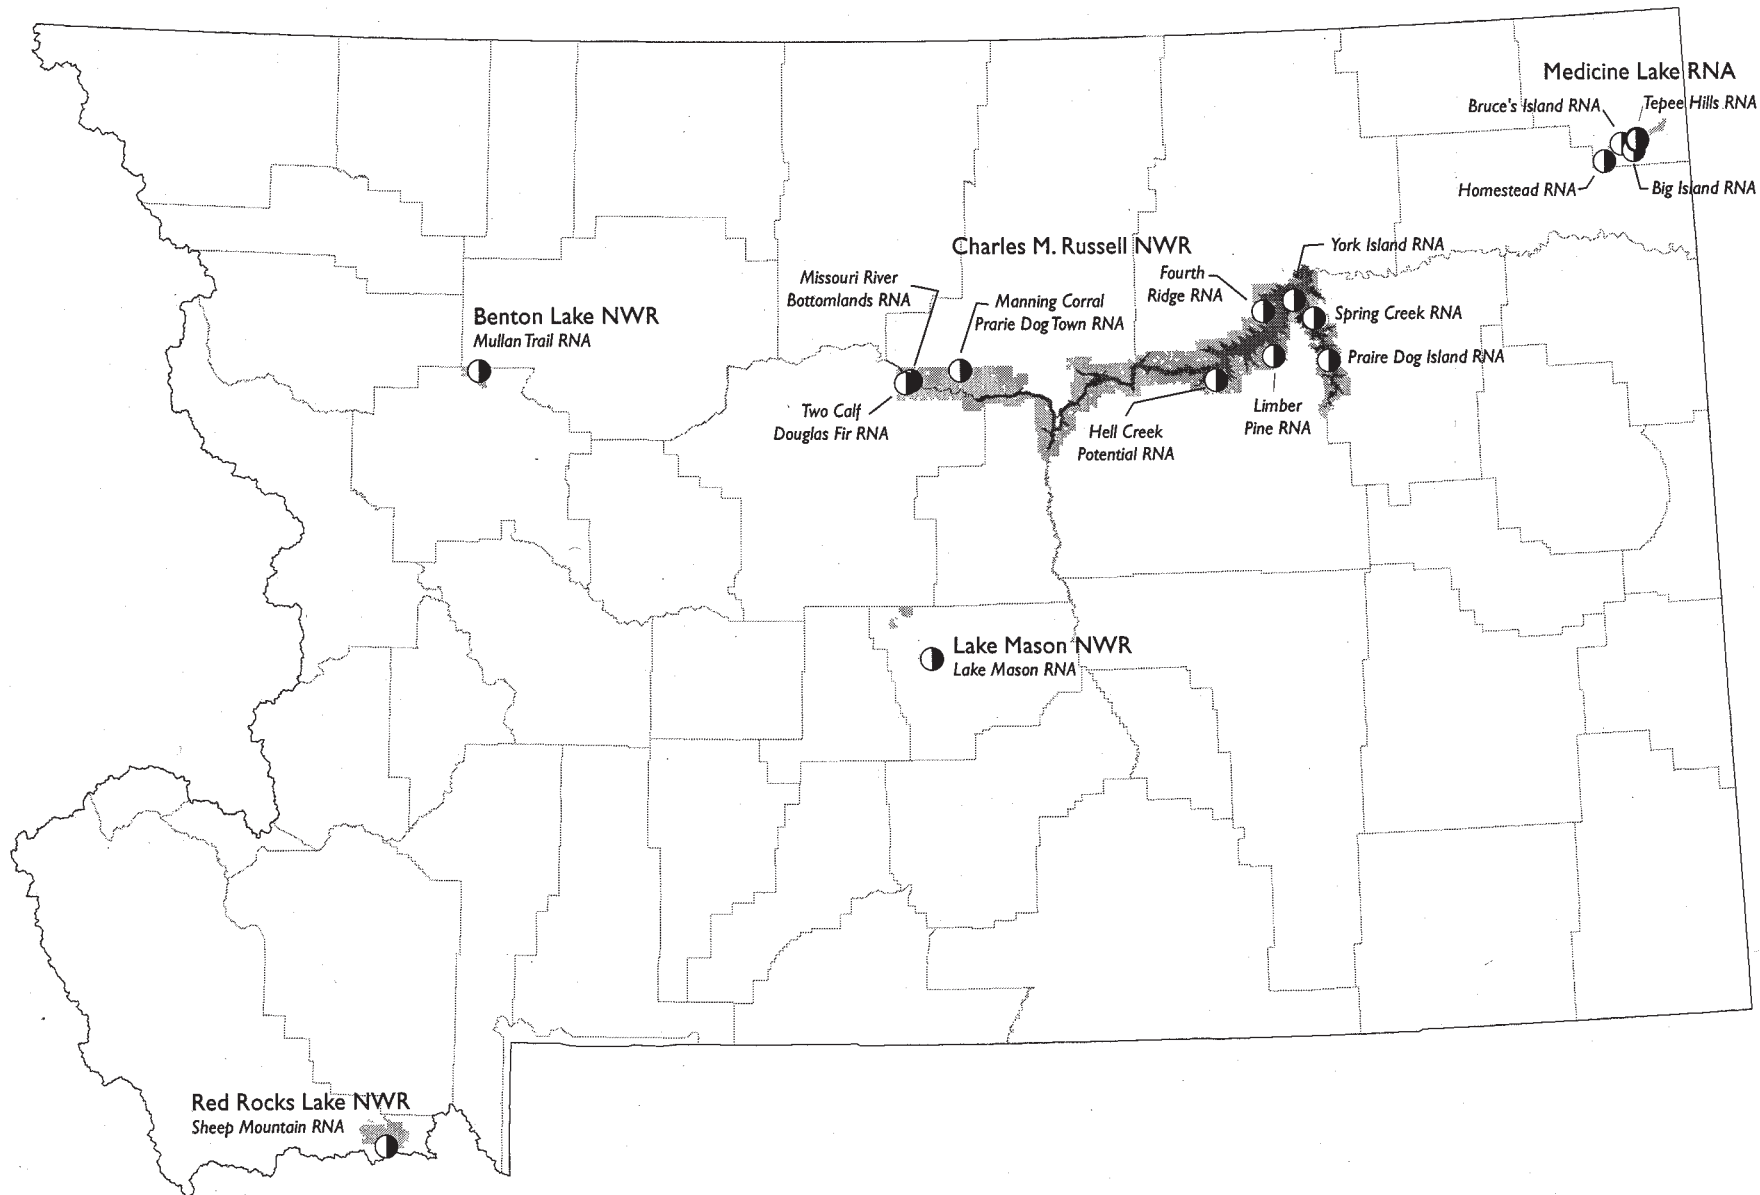 Medicine Lake RNA
Bruce's Island RNA
Tepee Hills RNA
Homestead RNA
Big Island RNA
Charles M. Russell NWR
York Island RNA
Missouri River
Bottomlands RNA
Manning Corral
Prarie Dog Town RNA
Fourth
Ridge RNA
Spring Creek RNA
Praire Dog Island RNA
Benton Lake NWR
Mullan Trail RNA
Two Calf
Douglas Fir RNA
Hell Creek
Potential RNA
Limber
Pine RNA
Lake Mason NWR
Lake Mason RNA
Red Rocks Lake NWR
Sheep Mountain RNA